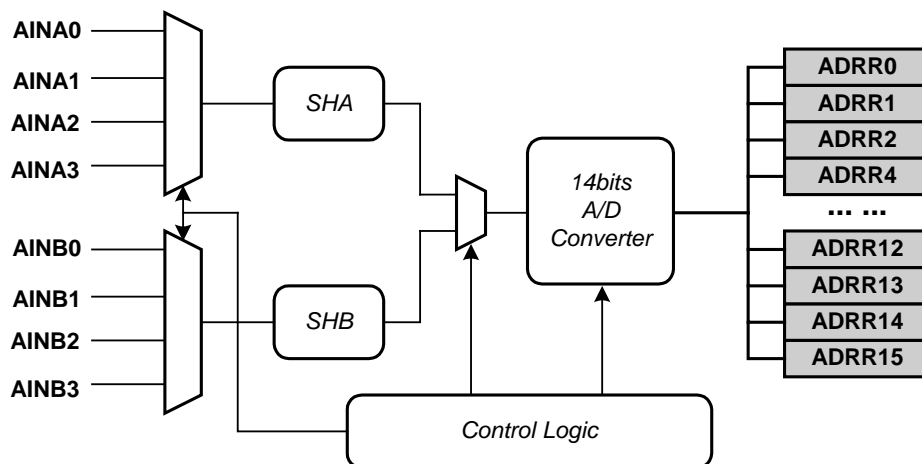 AINA0
AINA1
AINA2
AINA3
AINB0
AINB1
AINB2
AINB3
SHA
SHB
14bits
A/D
Converter
Control Logic
ADRR0
ADRR1
ADRR2
ADRR4
... ...
ADRR12
ADRR13
ADRR14
ADRR15